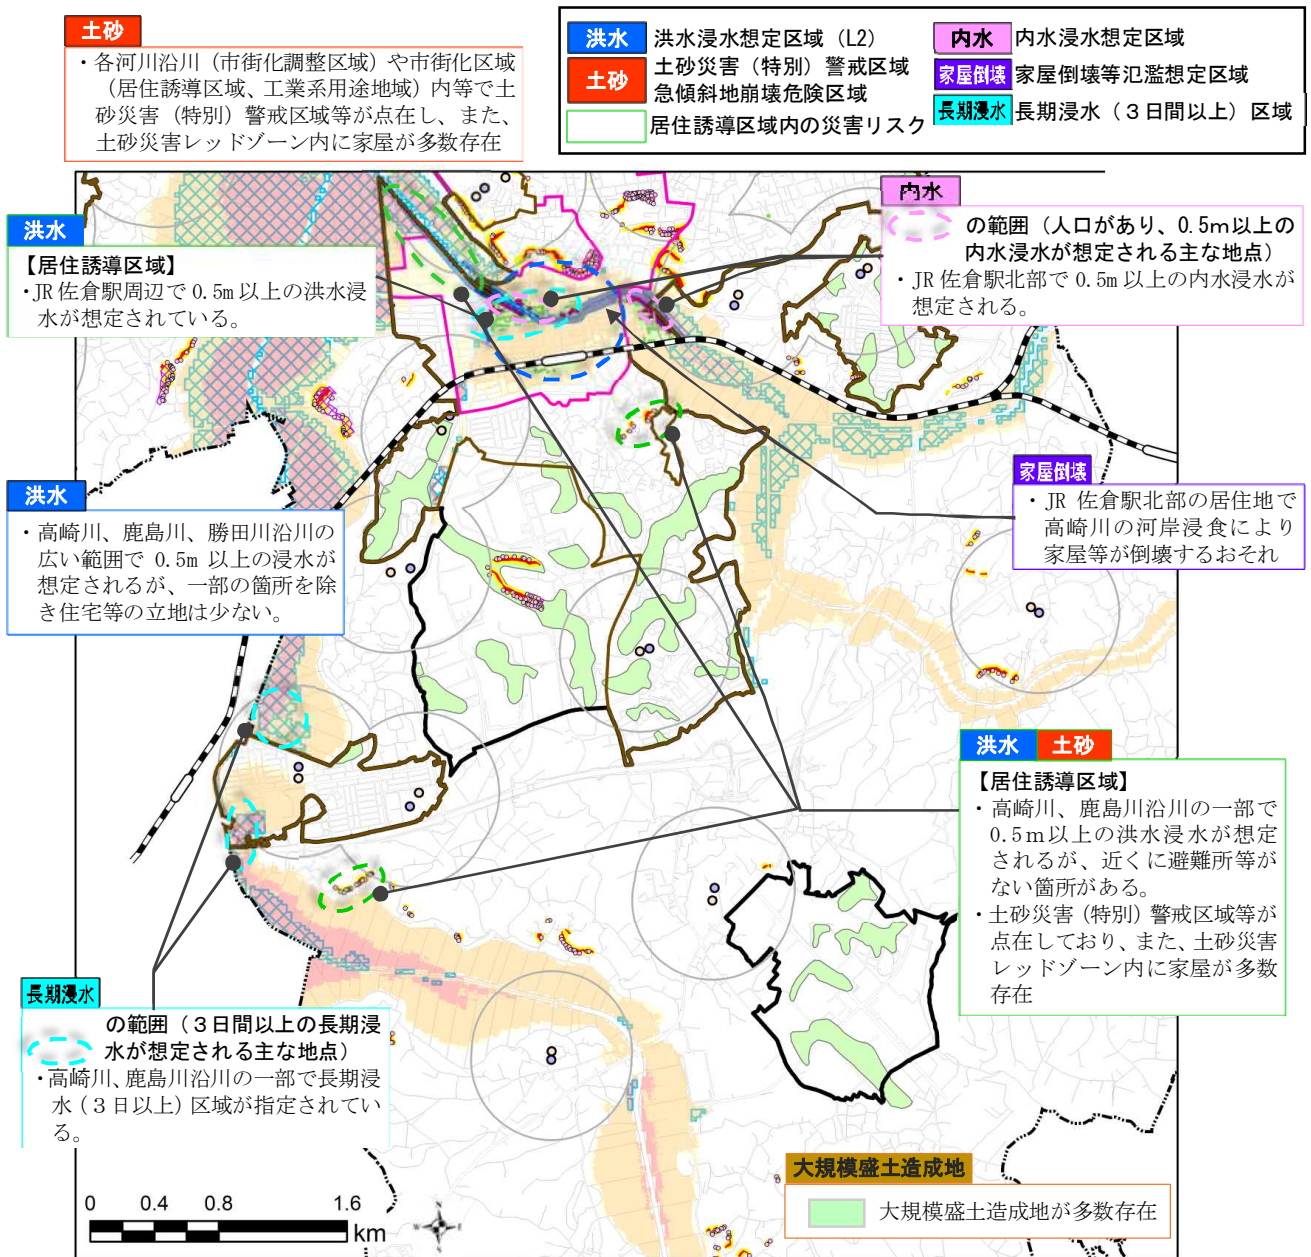 土砂
・各河川沿川（市街化調整区域）や市街化区域
（居住誘導区域、工業系用途地域）内等で土
砂災害（特別）警戒区域等が点在し、また、
土砂災害レッドゾーン内に家屋が多数存在
洪水 洪水浸水想定区域（L2）
土砂 土砂災害（特別）警戒区域
急傾斜地崩壊危険区域
居住誘導区域内の災害リスク
内水 内水浸水想定区域
家屋倒壊 家屋倒壊等氾濫想定区域
長期浸水 長期浸水（３日間以上）区域
洪水
【居住誘導区域】
・JR佐倉駅周辺で0.5m以上の洪水浸
水が想定されている。
内水
の範囲（人口があり、0.5m以上の
内水浸水が想定される主な地点）
・JR佐倉駅北部で0.5m以上の内水浸水が
想定される。
洪水
・高崎川、鹿島川、勝田川沿川の
広い範囲で 0.5m 以上の浸水が
想定されるが、一部の箇所を除
き住宅等の立地は少ない。
家屋倒壊
・JR 佐倉駅北部の居住地で
高崎川の河岸浸食により
家屋等が倒壊するおそれ
洪水 土砂
【居住誘導区域】
・高崎川、鹿島川沿川の一部で
0.5ｍ以上の洪水浸水が想定
されるが、近くに避難所等が
ない箇所がある。
・土砂災害（特別）警戒区域等が
点在しており、また、土砂災害
レッドゾーン内に家屋が多数
存在
長期浸水
の範囲（３日間以上の長期浸
水が想定される主な地点）
・高崎川、鹿島川沿川の一部で長期浸
水（３日以上）区域が指定されてい
る。
大規模盛土造成地
大規模盛土造成地が多数存在
0 0.4 0.8 1.6
km